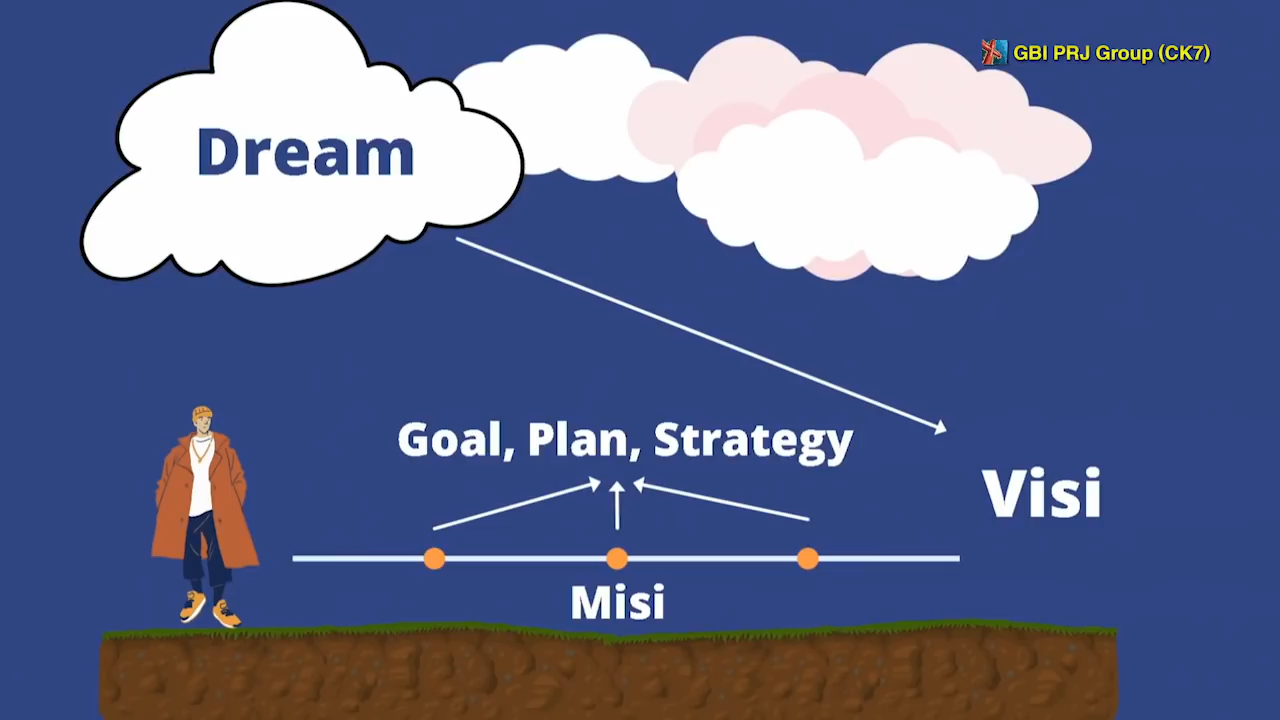 GBI PRJ Group (CK7)
Dream
Goal, Plan, Strategy
Visi
Misi